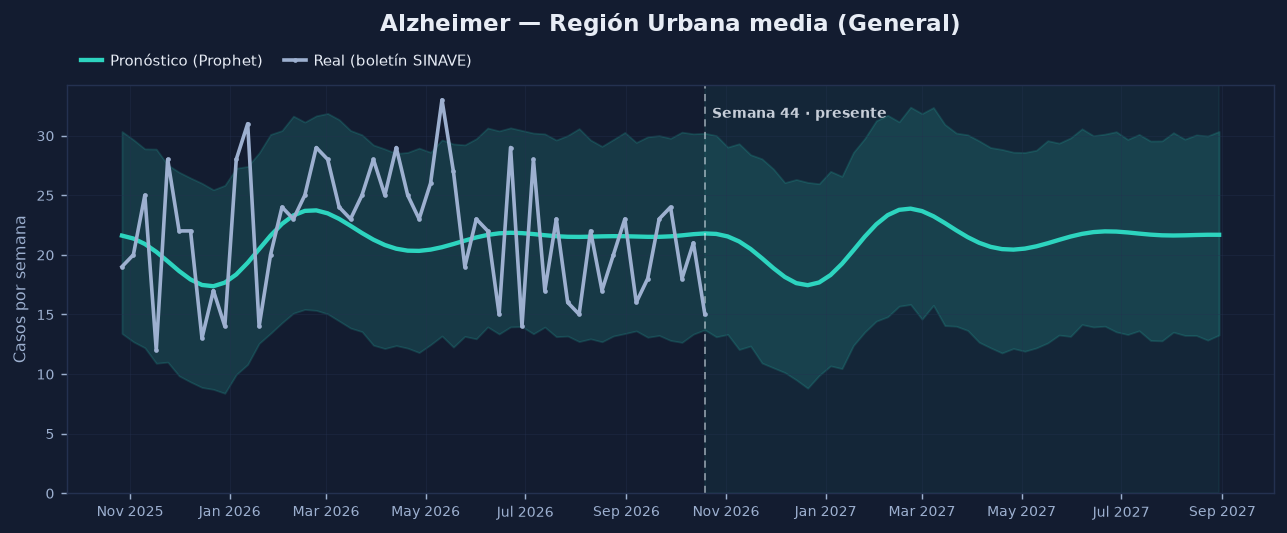 Alzheimer — Región Urbana media (General)
Pronóstico (Prophet)
Real (boletín SINAVE)
Semana 44 · presente
Casos por semana
30
25
20
15
10
5
0
Nov 2025
Jan 2026
Mar 2026
May 2026
Jul 2026
Sep 2026
Nov 2026
Jan 2027
Mar 2027
May 2027
Jul 2027
Sep 2027